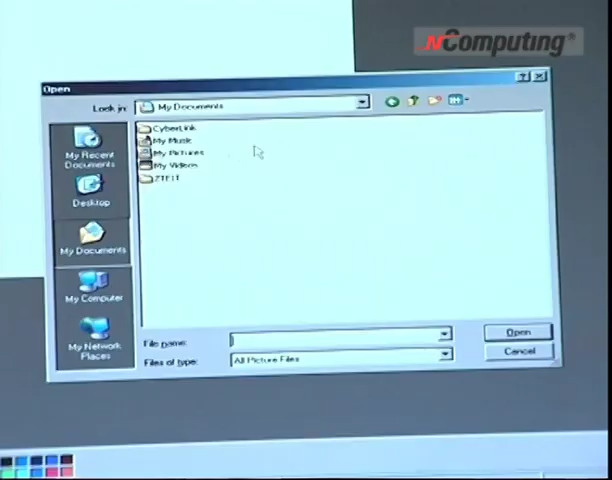 NComputing®
Open
Look in: My Documents
CyberLink
My Music
My Pictures
My Videos
My Recent
Documents
Desktop
My Documents
My Computer
My Network
Places
File name:
Open
Files of type: All Picture Files
Cancel